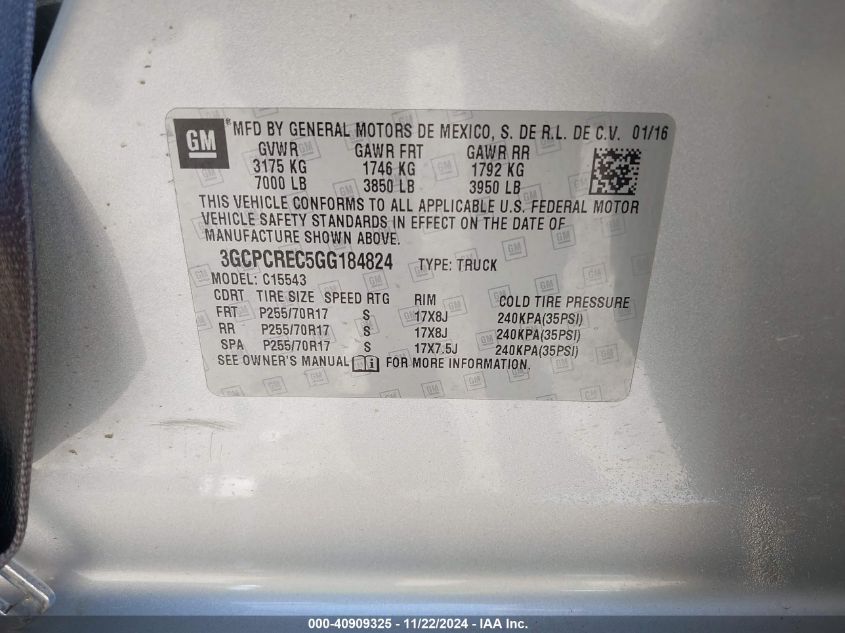 GM ®MFD BY GENERAL MOTORS DE MEXICO, S. DE R.L. DE C.V. 01/16
GVWR GAWR FRT GAWR RR
3175 KG 1746 KG 1792 KG
7000 LB 3850 LB 3950 LB
THIS VEHICLE CONFORMS TO ALL APPLICABLE U.S. FEDERAL MOTOR
VEHICLE SAFETY STANDARDS IN EFFECT ON THE DATE OF
MANUFACTURE SHOWN ABOVE.
3GCPCREC5GG184824 TYPE: TRUCK
MODEL: C15543
CDRT TIRE SIZE SPEED RTG RIM COLD TIRE PRESSURE
FRT P255/70R17 S 17X8J 240KPA(35PSI)
RR P255/70R17 S 17X8J 240KPA(35PSI)
SPA P255/70R17 S 17X7.5J 240KPA(35PSI)
SEE OWNER'S MANUAL FOR MORE INFORMATION.
000-40909325 - 11/22/2024 - IAA Inc.